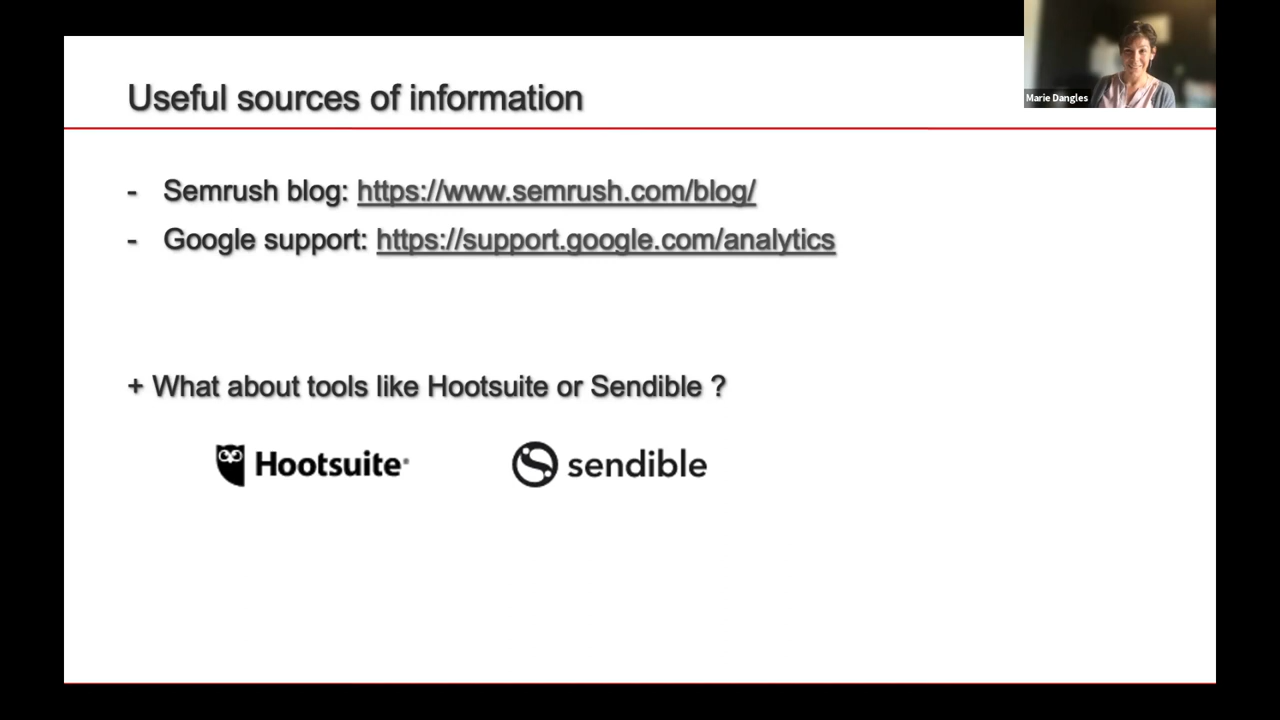 Useful sources of information
Marie Dangles
- Semrush blog: https://www.semrush.com/blog/
- Google support: https://support.google.com/analytics
+ What about tools like Hootsuite or Sendible ?
Hootsuite®
sendible